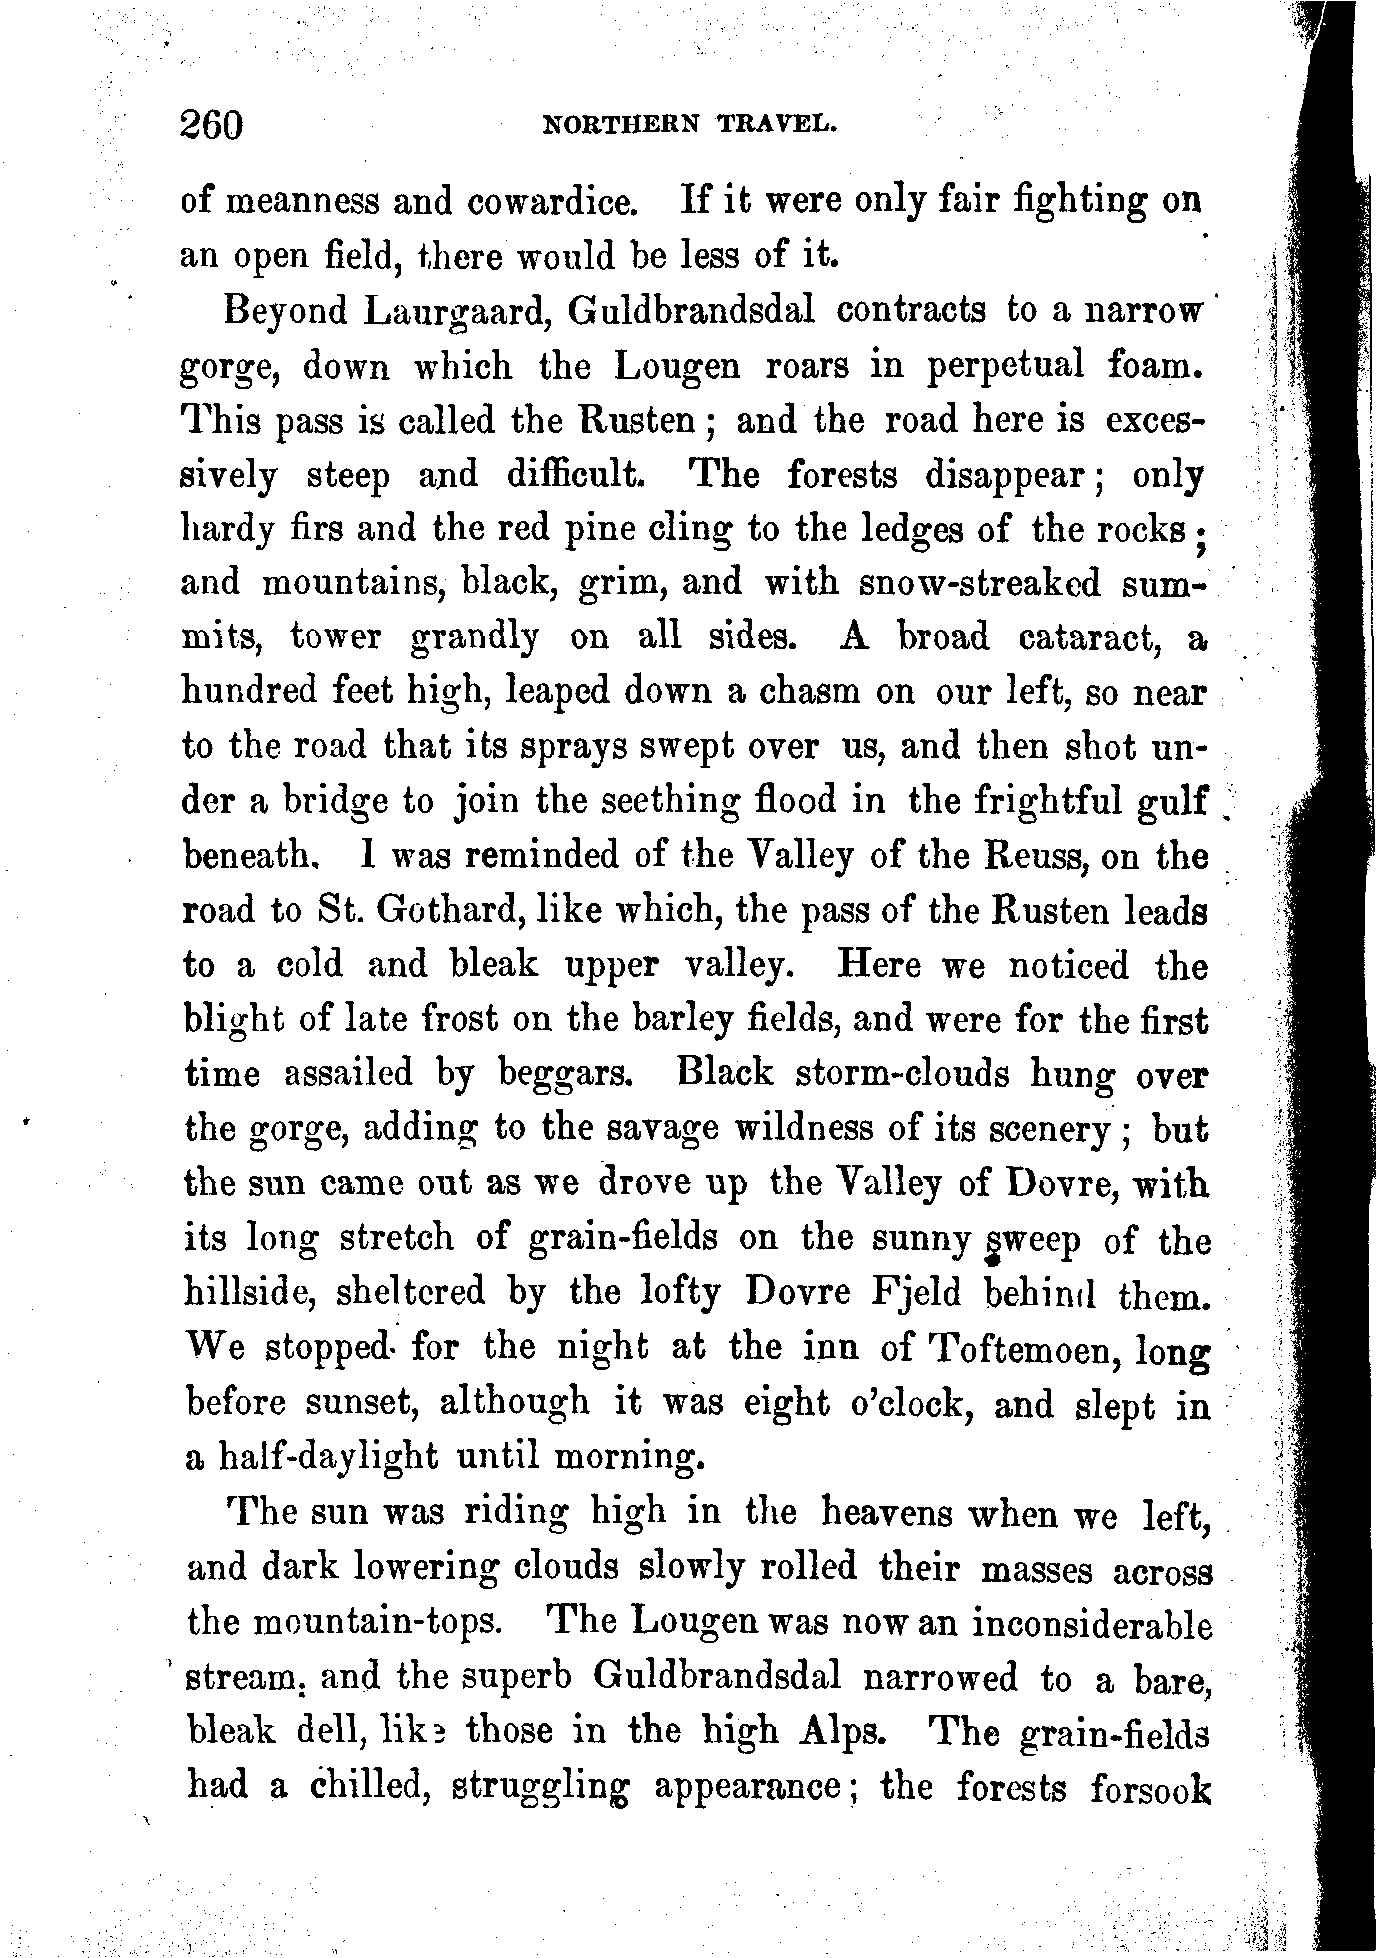 260 NORTHERN TRAVEL.
of meanness and cowardice. If it were only fair fighting on
an open field, there would be less of it.
Beyond Laurgaard, Guldbrandsdal contracts to a narrow
gorge, down which the Lougen roars in perpetual foam.
This pass is called the Rusten ; and the road here is exces-
sively steep and difficult. The forests disappear ; only
hardy firs and the red pine cling to the ledges of the rocks ;
and mountains, black, grim, and with snow-streaked sum-
mits, tower grandly on all sides. A broad cataract, a
hundred feet high, leaped down a chasm on our left, so near
to the road that its sprays swept over us, and then shot un-
der a bridge to join the seething flood in the frightful gulf
beneath. I was reminded of the Valley of the Reuss, on the
road to St. Gothard, like which, the pass of the Rusten leads
to a cold and bleak upper valley. Here we noticed the
blight of late frost on the barley fields, and were for the first
time assailed by beggars. Black storm-clouds hung over
the gorge, adding to the savage wildness of its scenery ; but
the sun came out as we drove up the Valley of Dovre, with
its long stretch of grain-fields on the sunny sweep of the
hillside, sheltered by the lofty Dovre Fjeld behind them.
We stopped for the night at the inn of Toftemoen, long
before sunset, although it was eight o'clock, and slept in
a half-daylight until morning.
The sun was riding high in the heavens when we left,
and dark lowering clouds slowly rolled their masses across
the mountain-tops. The Lougen was now an inconsiderable
stream, and the superb Guldbrandsdal narrowed to a bare,
bleak dell, like those in the high Alps. The grain-fields
had a chilled, struggling appearance ; the forests forsook